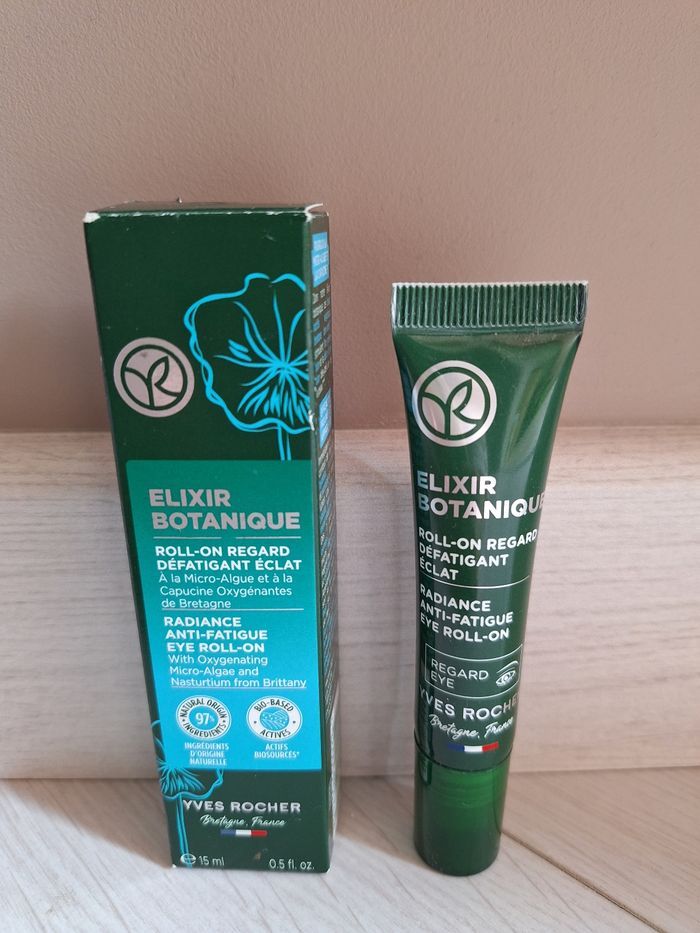 ELIXIR
BOTANIQUE
ROLL-ON REGARD
DÉFATIGANT ÉCLAT
À la Micro-Algue et à la
Capucine Oxygénantes
de Bretagne
RADIANCE
ANTI-FATIGUE
EYE ROLL-ON
With Oxygenating
Micro-Algae and
Nasturtium from Brittany
NATURAL ORIGIN
97%
INGREDIENTS
INGRÉDIENTS
D'ORIGINE
NATURELLE
BIO-BASED
ACTIVES
ACTIFS
BIOSOURCÉS*
YVES ROCHER
Bretagne, France
15 ml 0.5 fl. oz.
YR
ELIXIR
BOTANIQUE
ROLL-ON REGARD
DÉFATIGANT
ÉCLAT
RADIANCE
ANTI-FATIGUE
EYE ROLL-ON
REGARD
EYE
YVES ROCHER
Bretagne, France